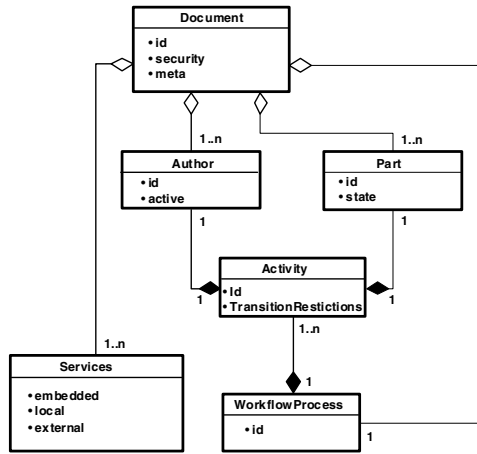 Document
• id
• security
• meta
1..n
1..n
Author
• id
• active
Part
• id
• state
1
1
Activity
• Id
• TransitionRestictions
1
1
1..n
1..n
Services
• embedded
• local
• external
1
WorkflowProcess
• id
1